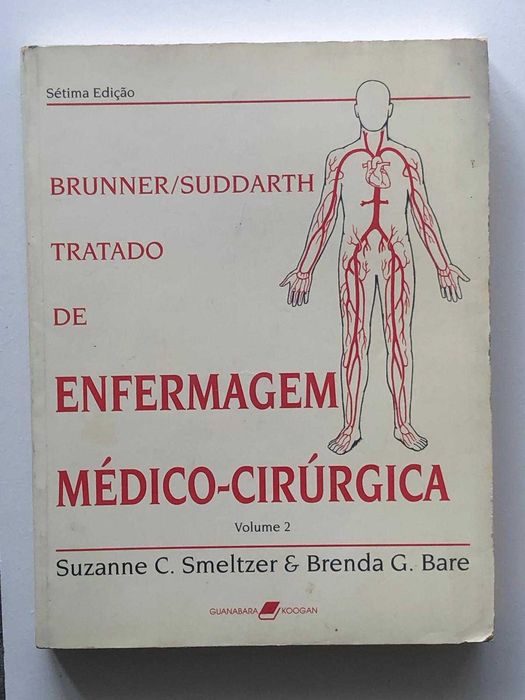 Sétima Edição
BRUNNER/SUDDARTH
TRATADO
DE
ENFERMAGEM
MÉDICO-CIRÚRGICA
Volume 2
Suzanne C. Smeltzer & Brenda G. Bare
GUANABARA KOOGAN